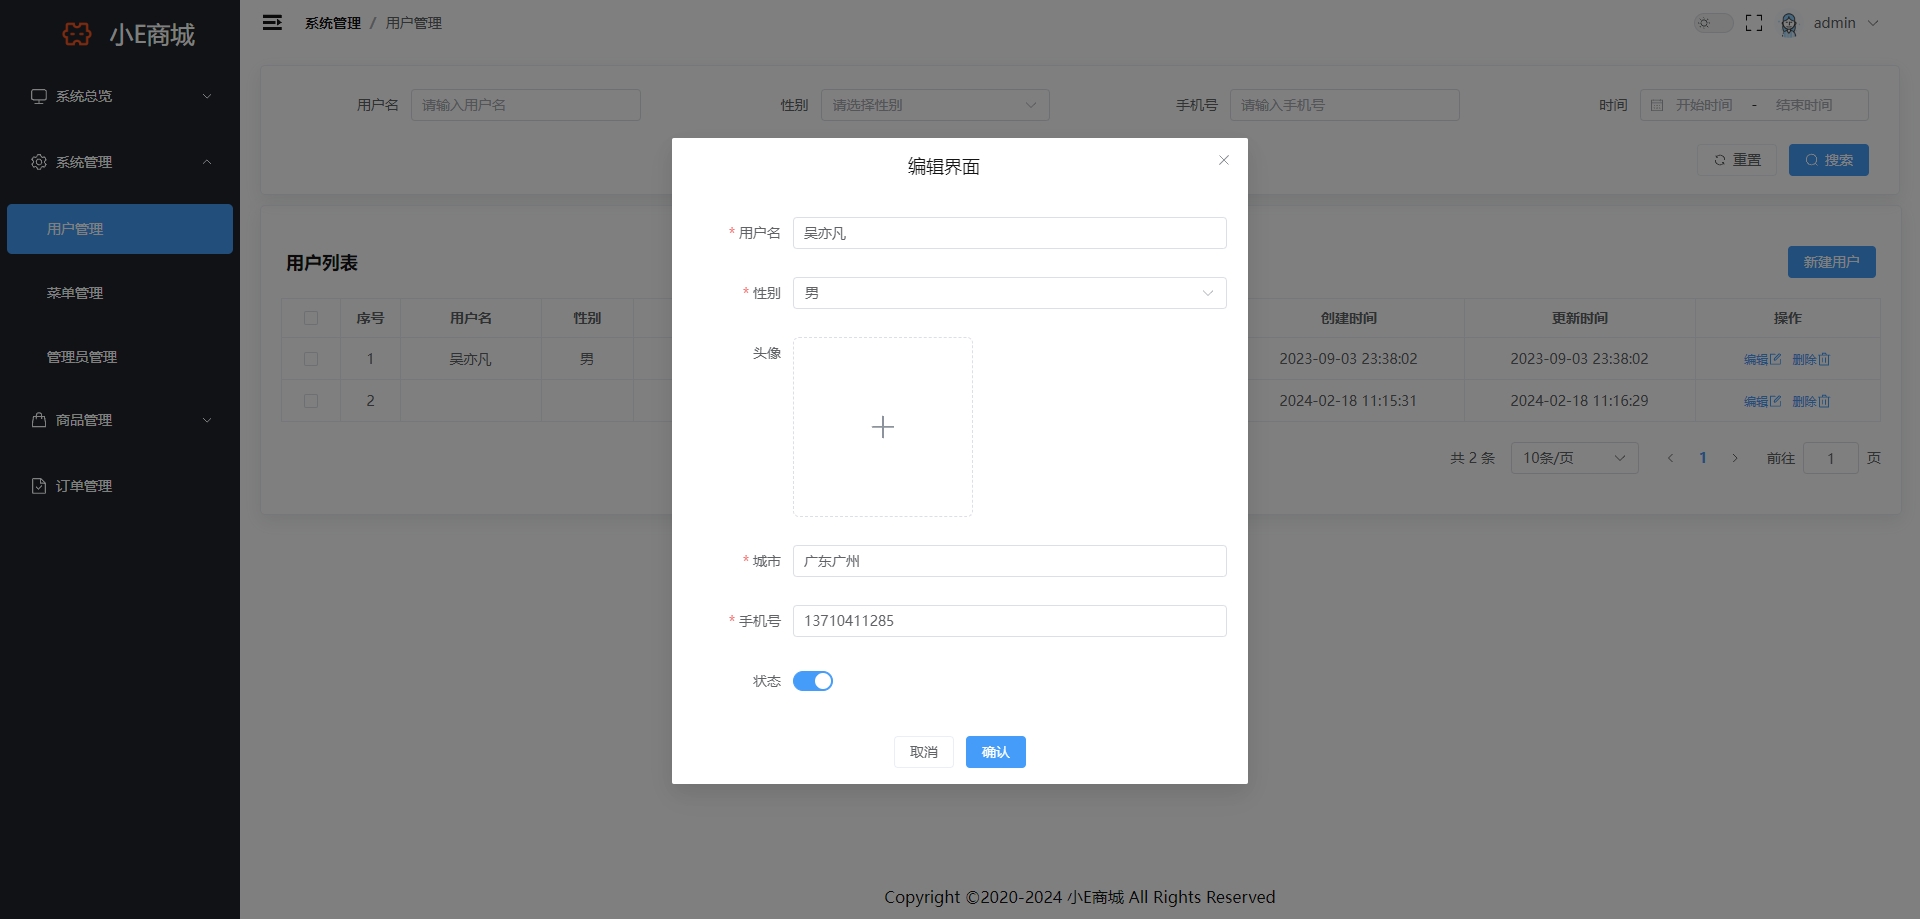 小E商城
系统管理 / 用户管理
admin
系统总览
系统管理
用户管理
菜单管理
管理员管理
商品管理
订单管理
用户名 请输入用户名 性别 请选择性别 手机号 请输入手机号 时间 开始时间 - 结束时间
重置 搜索
用户列表
新建用户
序号 用户名 性别 创建时间 更新时间 操作
1 吴亦凡 男 2023-09-03 23:38:02 2023-09-03 23:38:02 编辑 删除
2 2024-02-18 11:15:31 2024-02-18 11:16:29 编辑 删除
共 2 条 10条/页 1 前往 1 页
编辑界面
* 用户名 吴亦凡
* 性别 男
头像
* 城市 广东广州
* 手机号 13710411285
状态
取消 确认
Copyright ©2020-2024 小E商城 All Rights Reserved